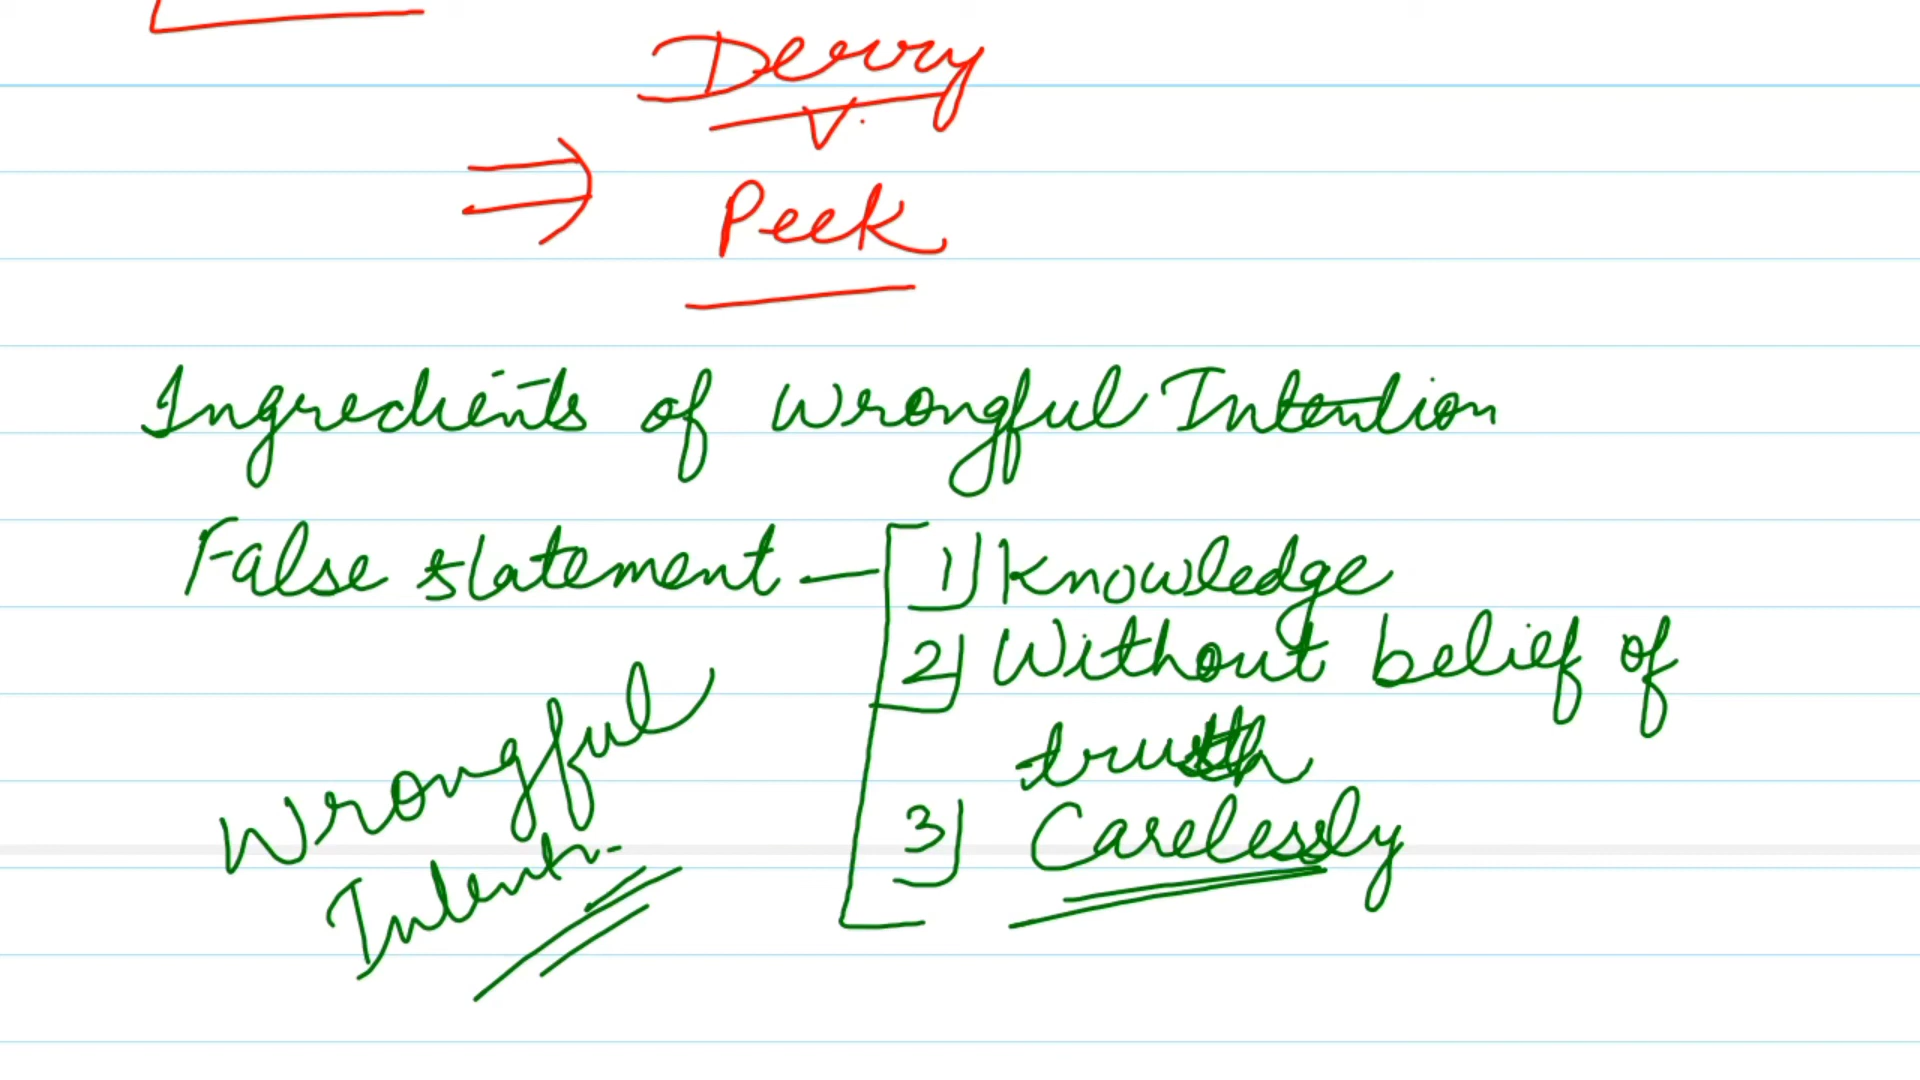 Derry
v.
Peek
Ingredients of Wrongful Intention
False statement — 1) Knowledge
2) Without belief of
truth
3) Carelessly
Wrongful
Intent.